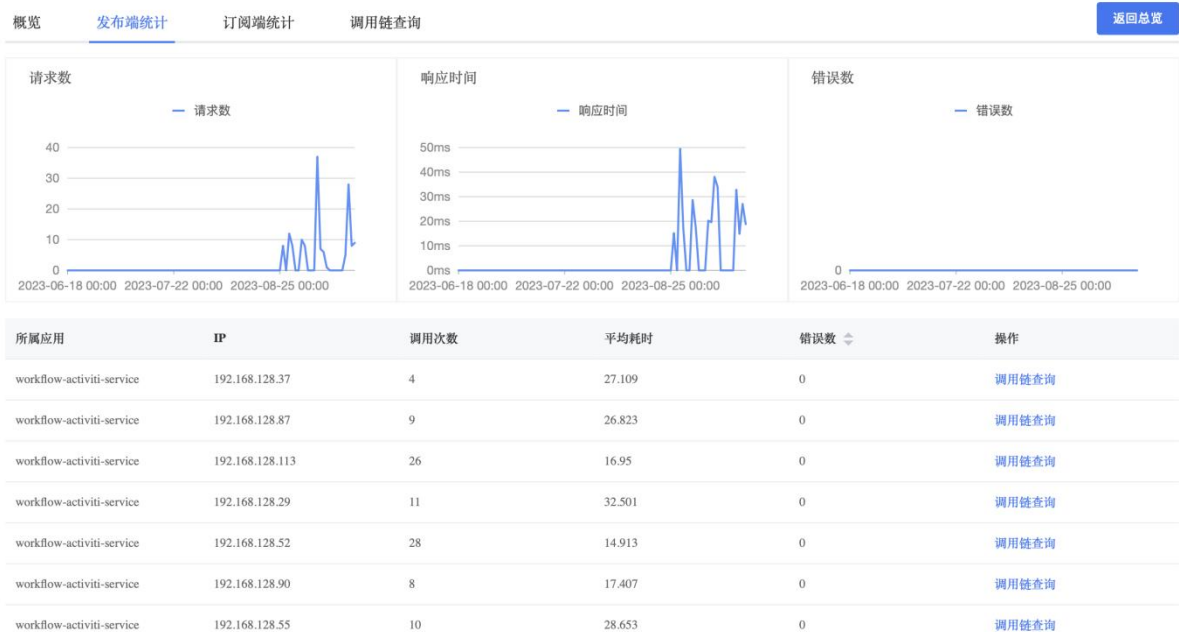 概览 发布端统计 订阅端统计 调用链查询 返回总览
请求数 响应时间 错误数
请求数 响应时间 错误数
40 50ms
40ms
30
30ms
20
20ms
10
10ms
0 0ms 0
2023-06-18 00:00 2023-07-22 00:00 2023-08-25 00:00 2023-06-18 00:00 2023-07-22 00:00 2023-08-25 00:00 2023-06-18 00:00 2023-07-22 00:00 2023-08-25 00:00
所属应用 IP 调用次数 平均耗时 错误数 操作
workflow-activiti-service 192.168.128.37 4 27.109 0 调用链查询
workflow-activiti-service 192.168.128.87 9 26.823 0 调用链查询
workflow-activiti-service 192.168.128.113 26 16.95 0 调用链查询
workflow-activiti-service 192.168.128.29 11 32.501 0 调用链查询
workflow-activiti-service 192.168.128.52 28 14.913 0 调用链查询
workflow-activiti-service 192.168.128.90 8 17.407 0 调用链查询
workflow-activiti-service 192.168.128.55 10 28.653 0 调用链查询